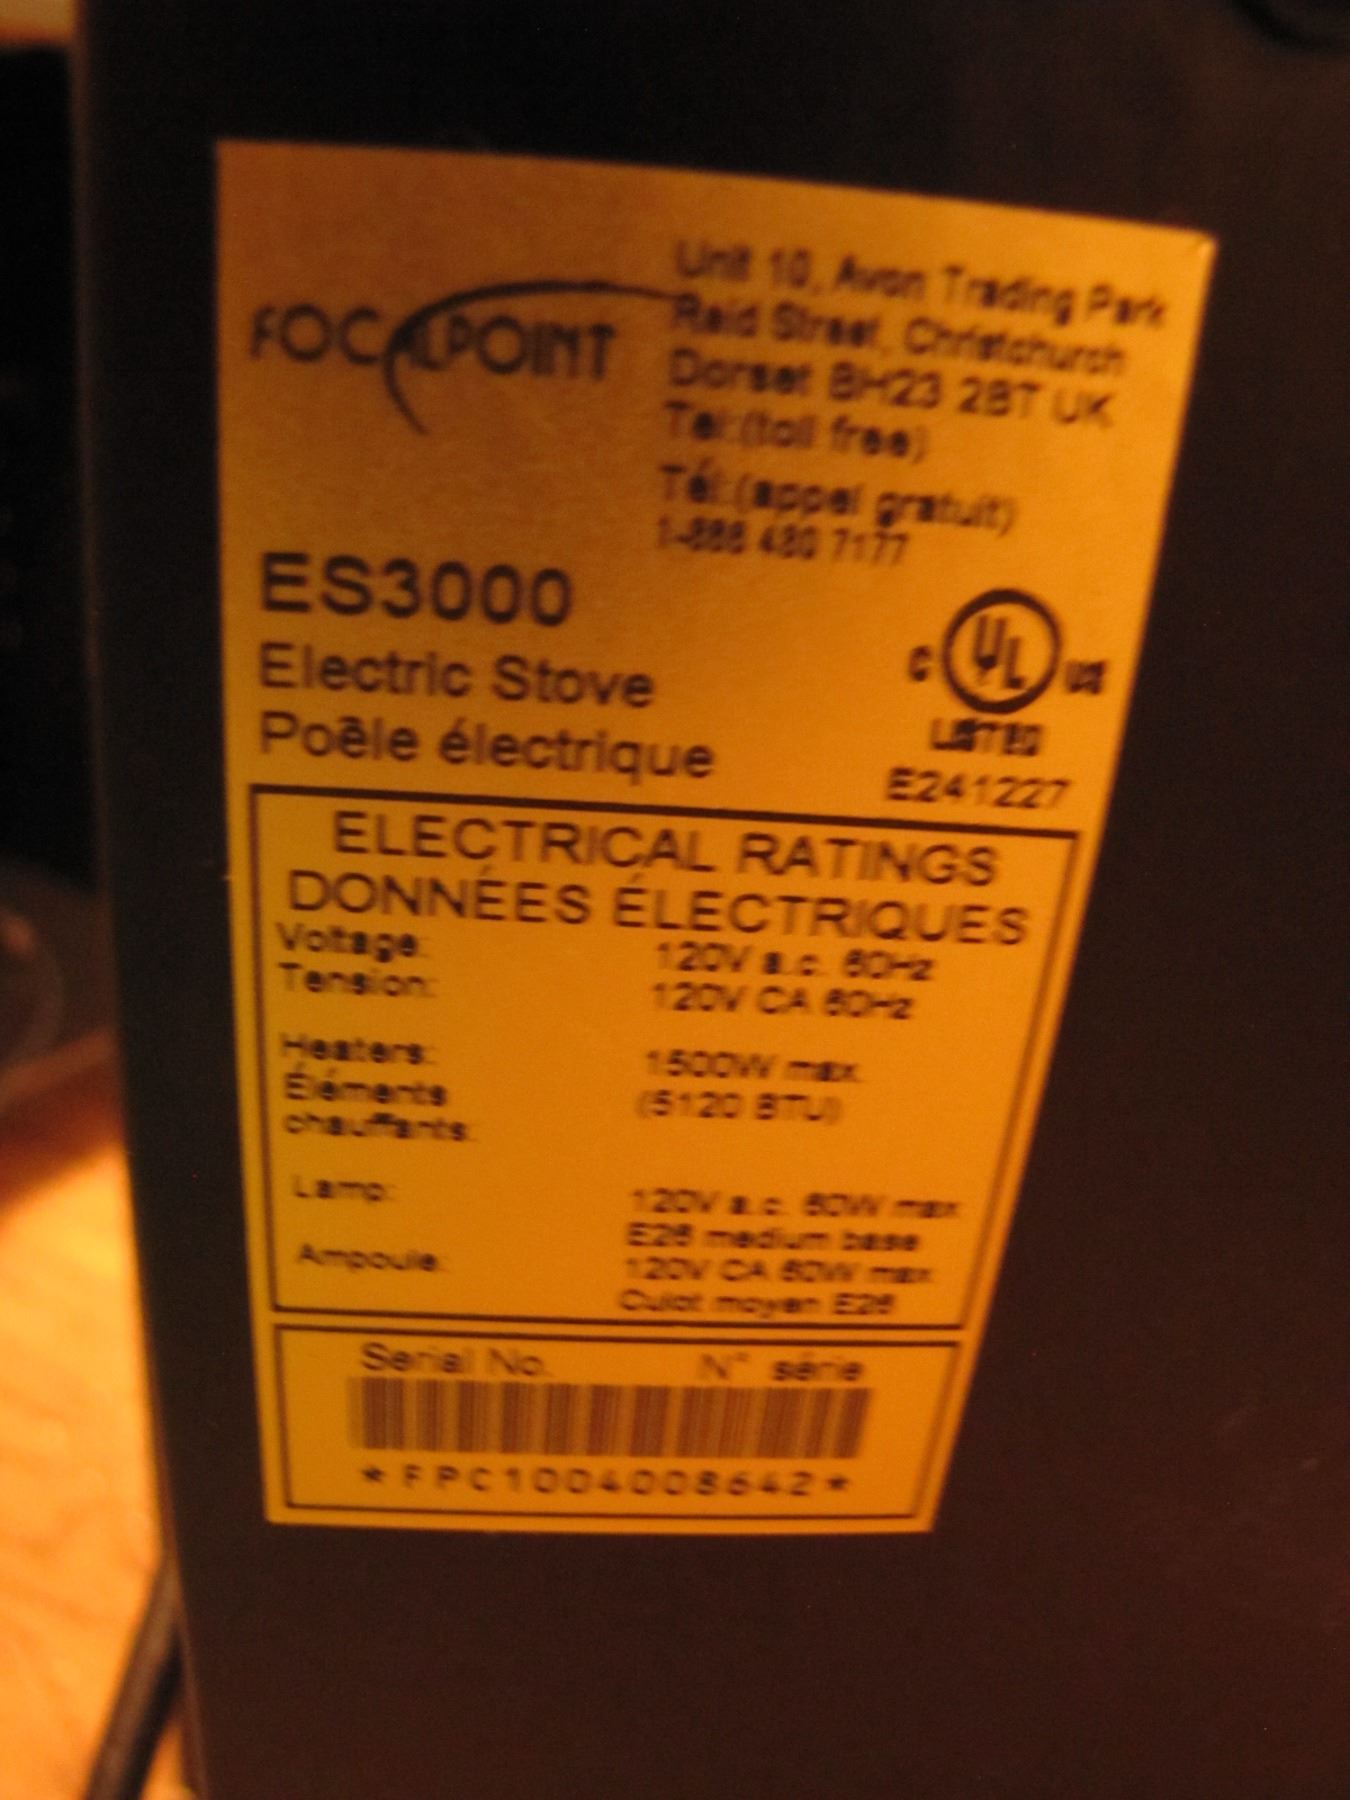 FOCALPOINT
Unit 10, Avon Trading Park
Reid Street, Christchurch
Dorset BH23 2BT UK
Tel:(toll free)
Tél:(appel gratuit)
1-888 480 7177
ES3000
Electric Stove
Poêle électrique
C UL US
LISTED
E241227
ELECTRICAL RATINGS
DONNÉES ÉLECTRIQUES
Voltage: 120V a.c. 60Hz
Tension: 120V CA 60Hz
Heaters: 1500W max.
Éléments (5120 BTU)
chauffants:
Lamp: 120V a.c. 60W max
E26 medium base
Ampoule: 120V CA 60W max
Culot moyen E26
Serial No. N° série
*FPC1004008642*